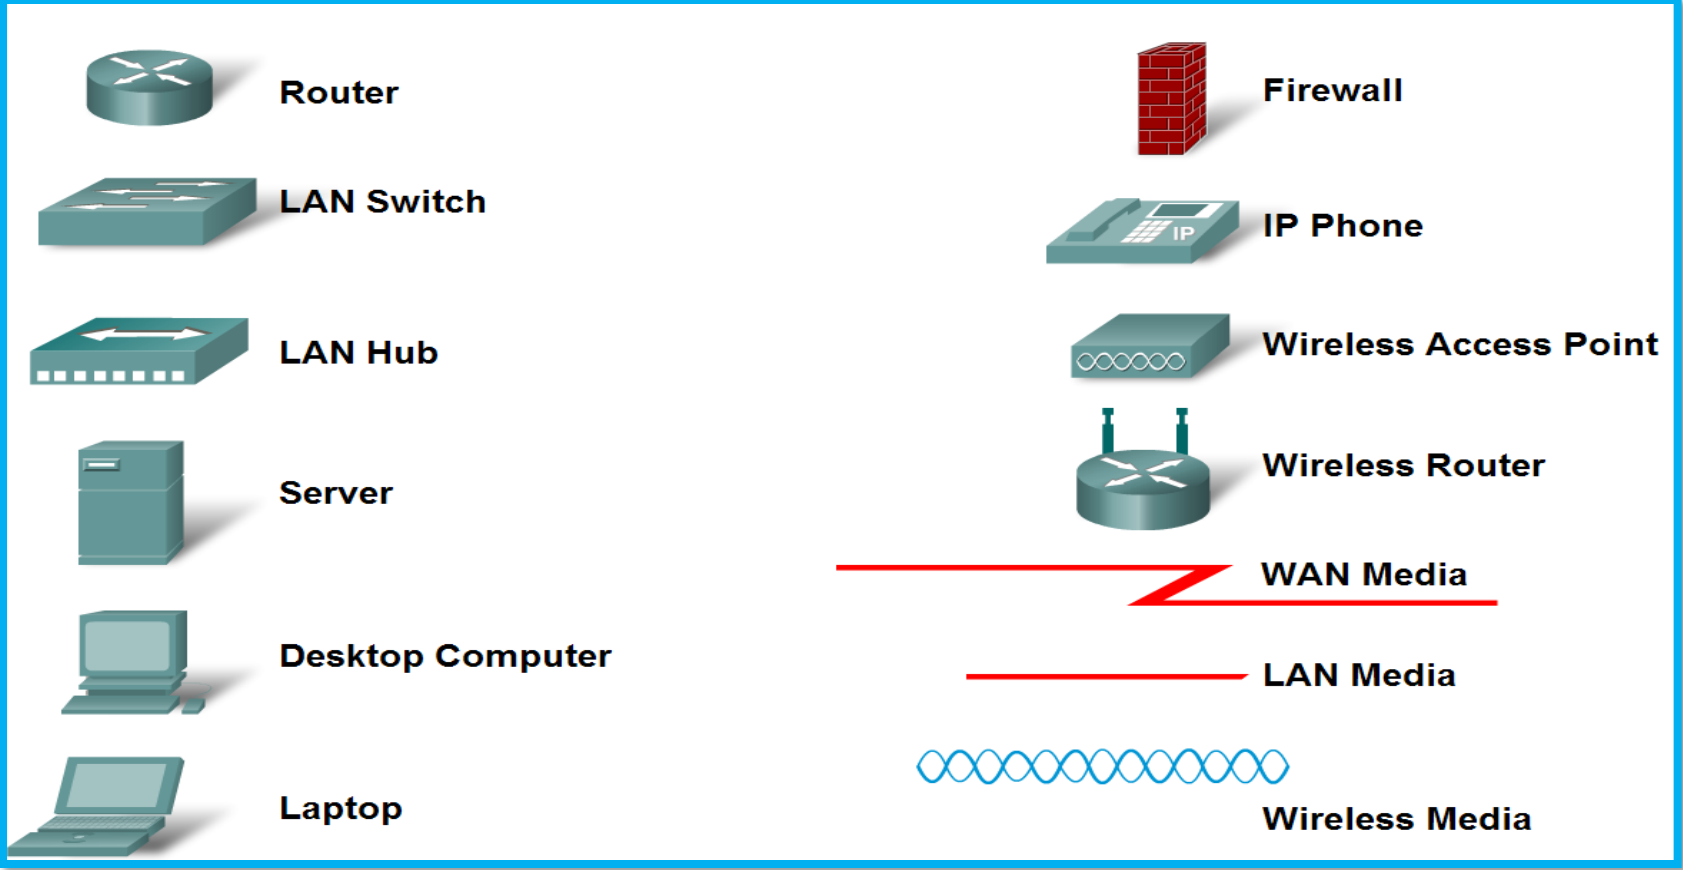 Router
LAN Switch
LAN Hub
Server
Desktop Computer
Laptop
Firewall
IP Phone
IP
Wireless Access Point
Wireless Router
WAN Media
LAN Media
Wireless Media